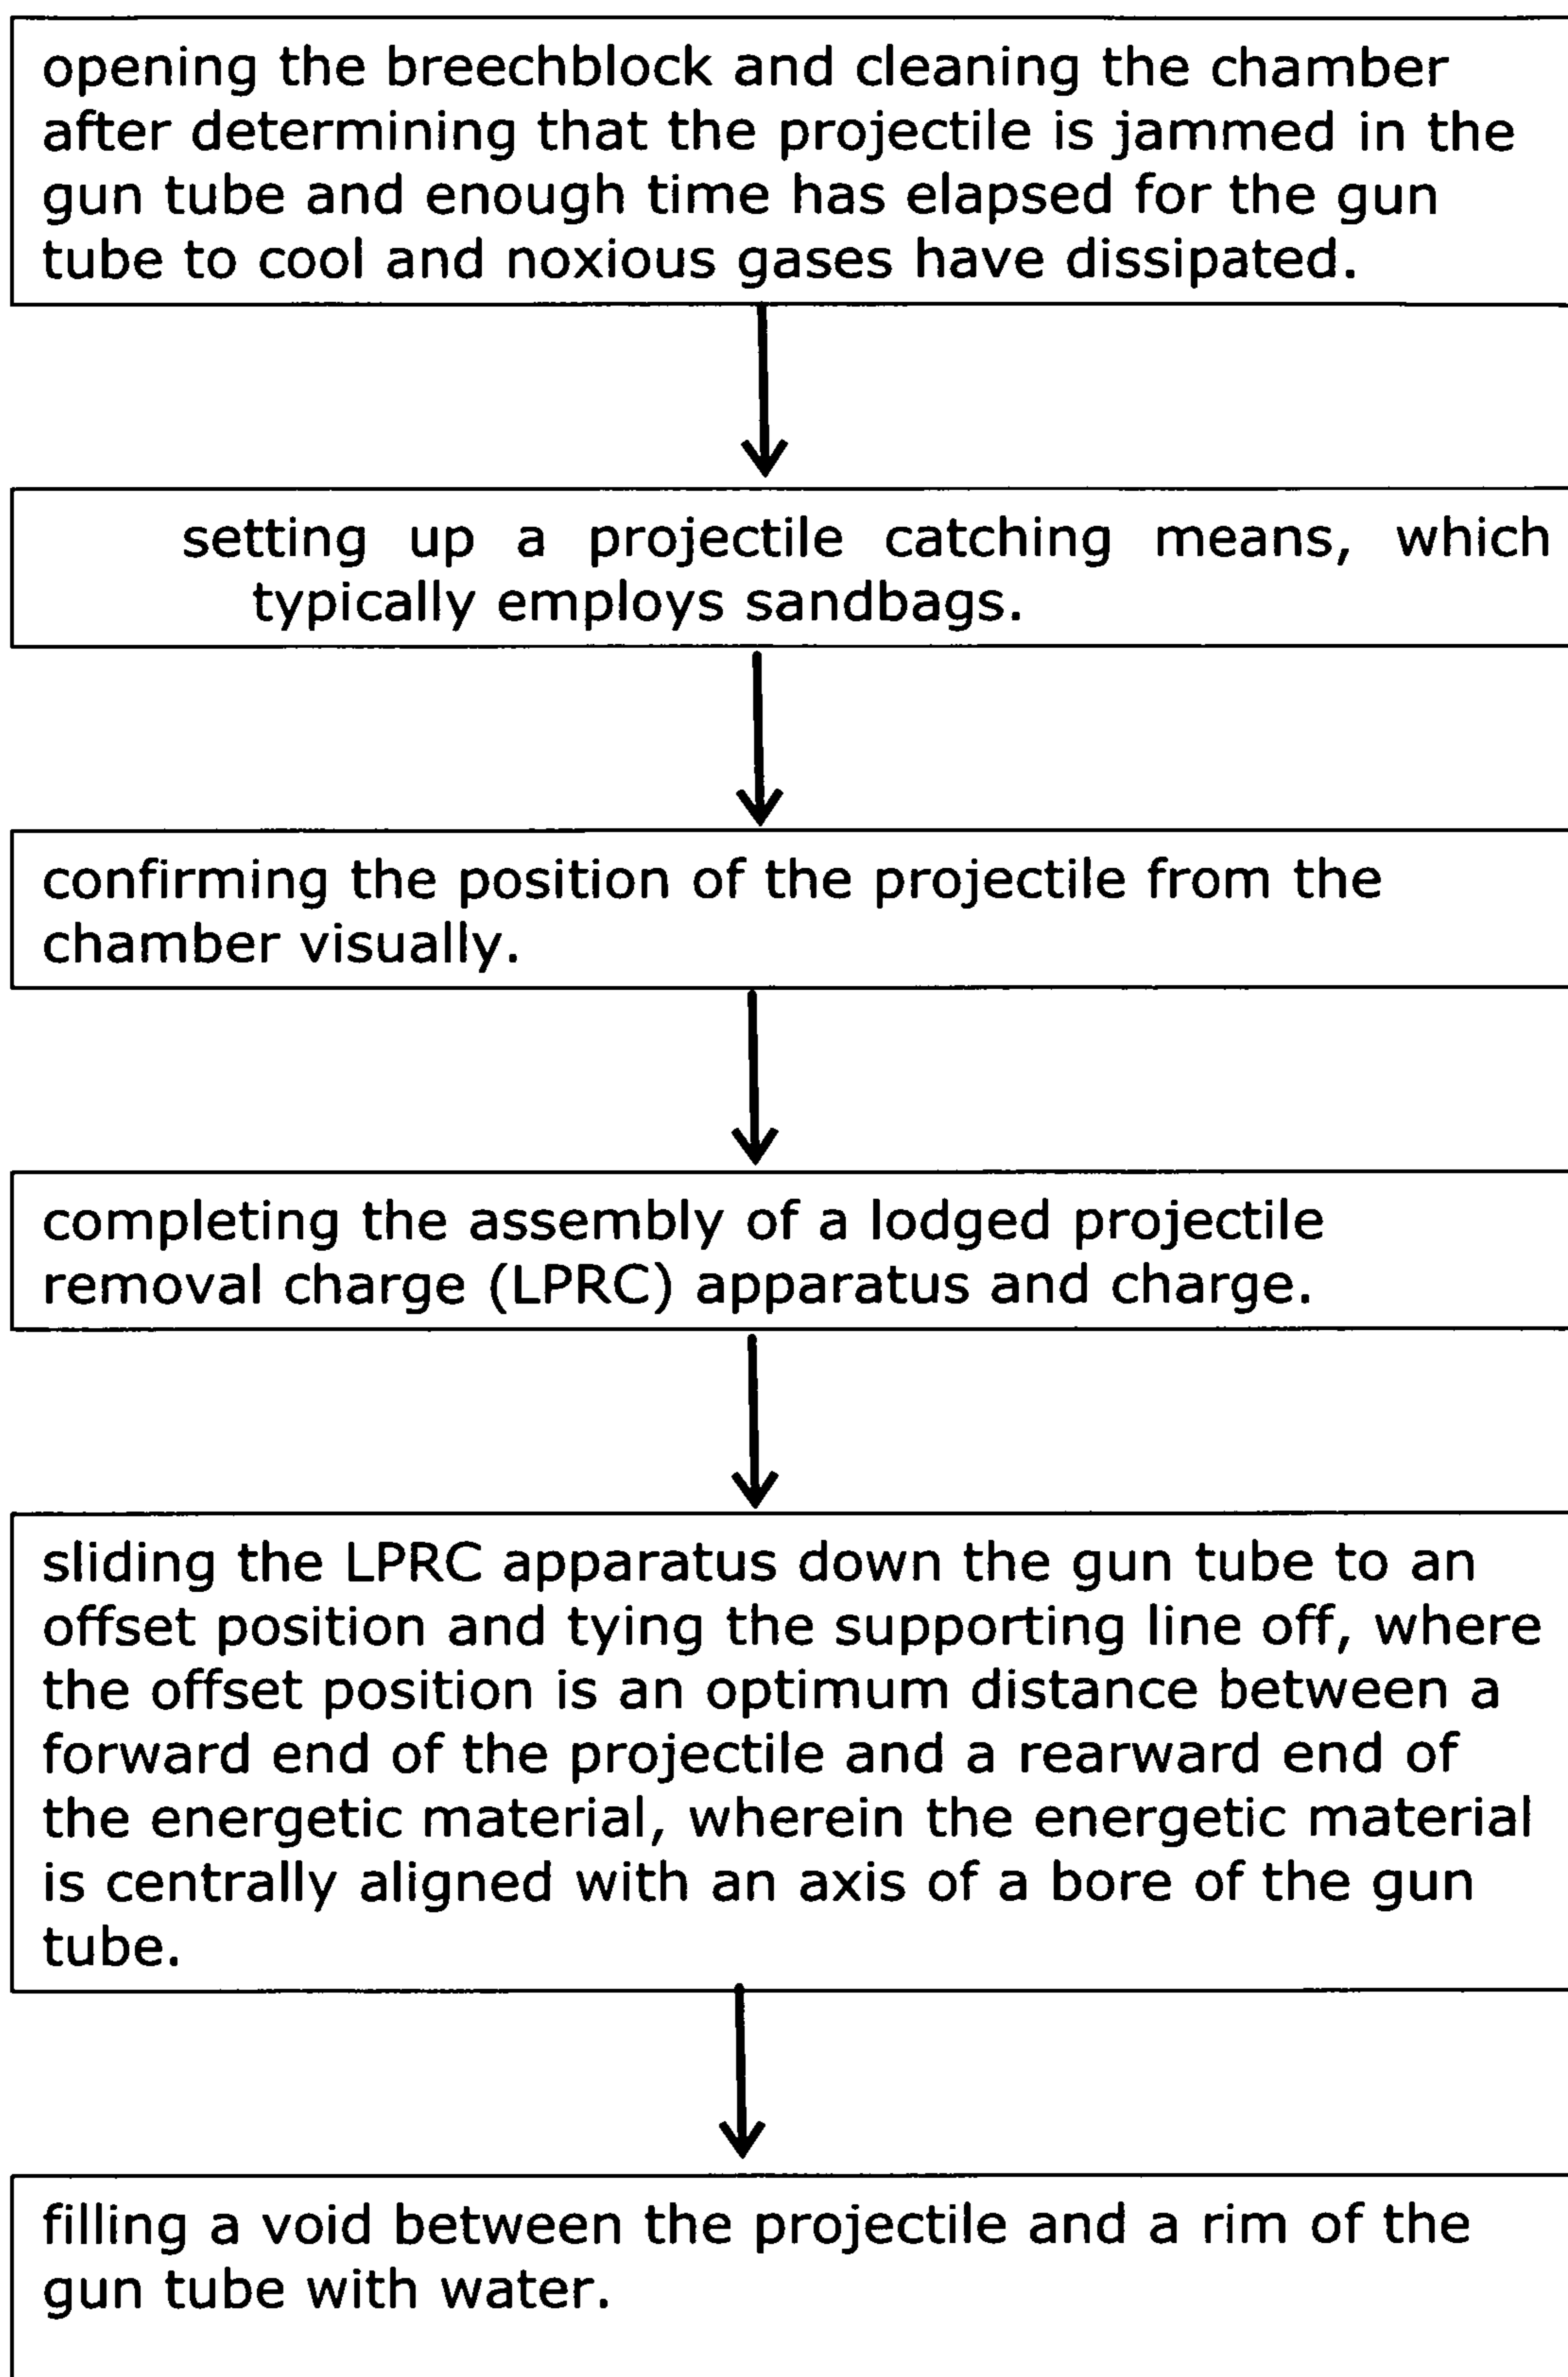 opening the breechblock and cleaning the chamber
after determining that the projectile is jammed in the
gun tube and enough time has elapsed for the gun
tube to cool and noxious gases have dissipated.
setting up a projectile catching means, which
typically employs sandbags.
confirming the position of the projectile from the
chamber visually.
completing the assembly of a lodged projectile
removal charge (LPRC) apparatus and charge.
sliding the LPRC apparatus down the gun tube to an
offset position and tying the supporting line off, where
the offset position is an optimum distance between a
forward end of the projectile and a rearward end of
the energetic material, wherein the energetic material
is centrally aligned with an axis of a bore of the gun
tube.
filling a void between the projectile and a rim of the
gun tube with water.